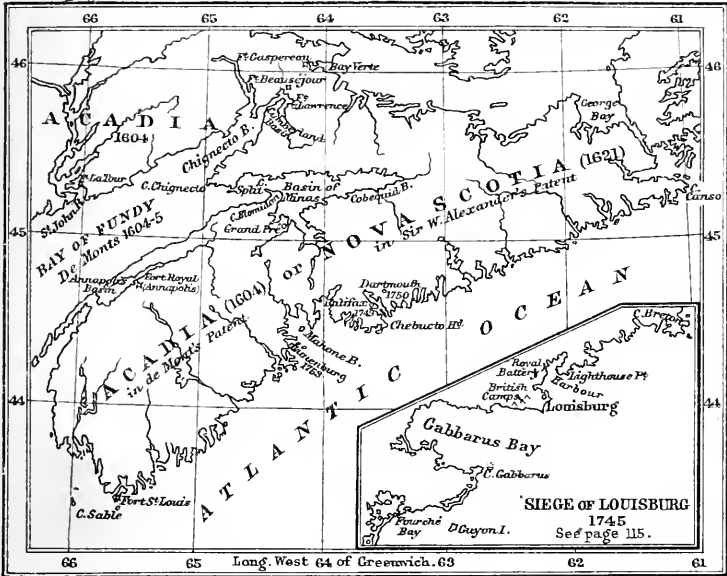 66 65 64 63 62 61
46
Ft. Gaspereau
Bay Verte
Ft. Beauséjour
Ft. Lawrence
Cumberland
Basin
George
Bay
ACADIA
1604
Chignecto B.
La Tour
C. Chignecto
C. Split
Basin of
Minas
Cobequid B.
C. Blomidon
Grand Pré
St. John R.
45
45
BAY OF FUNDY
De Monts 1604-5
ACADIA (1604) or NOVA SCOTIA (1621)
in de Mont's Patent.
in Sir W. Alexander's Patent
C.
Canso
Annapolis
Basin
Port Royal
(Annapolis)
Dartmouth
1750
Halifax
Chebucto Hd.
Mahone B.
Lunenburg
44
44
ATLANTIC OCEAN
Fort St. Louis
C. Sable
C. Breton
Royal
Battery
Lighthouse Pt
Harbour
British
Camps
Louisburg
Gabbarus Bay
C. Gabbarus
Fourché
Bay
Guyon I.
SIEGE OF LOUISBURG
1745
See page 115.
66 65 Long. West 64 of Greenwich. 63 62 61